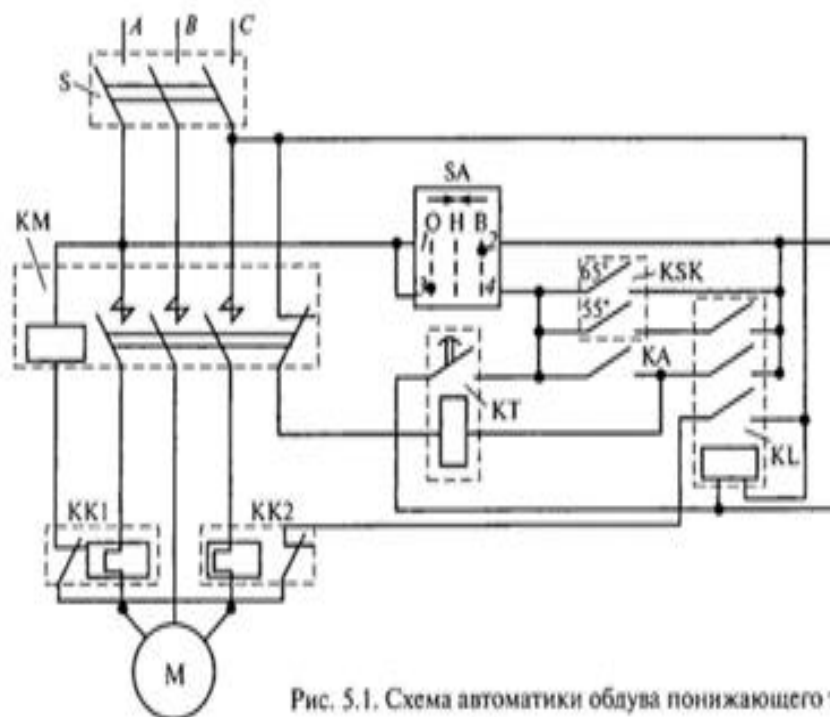 A B C
S
SA
KM
О Н В
1 2
65° KSK
3 4
55°
KA
KT
KL
KK1 KK2
M
Рис. 5.1. Схема автоматики обдува понижающего